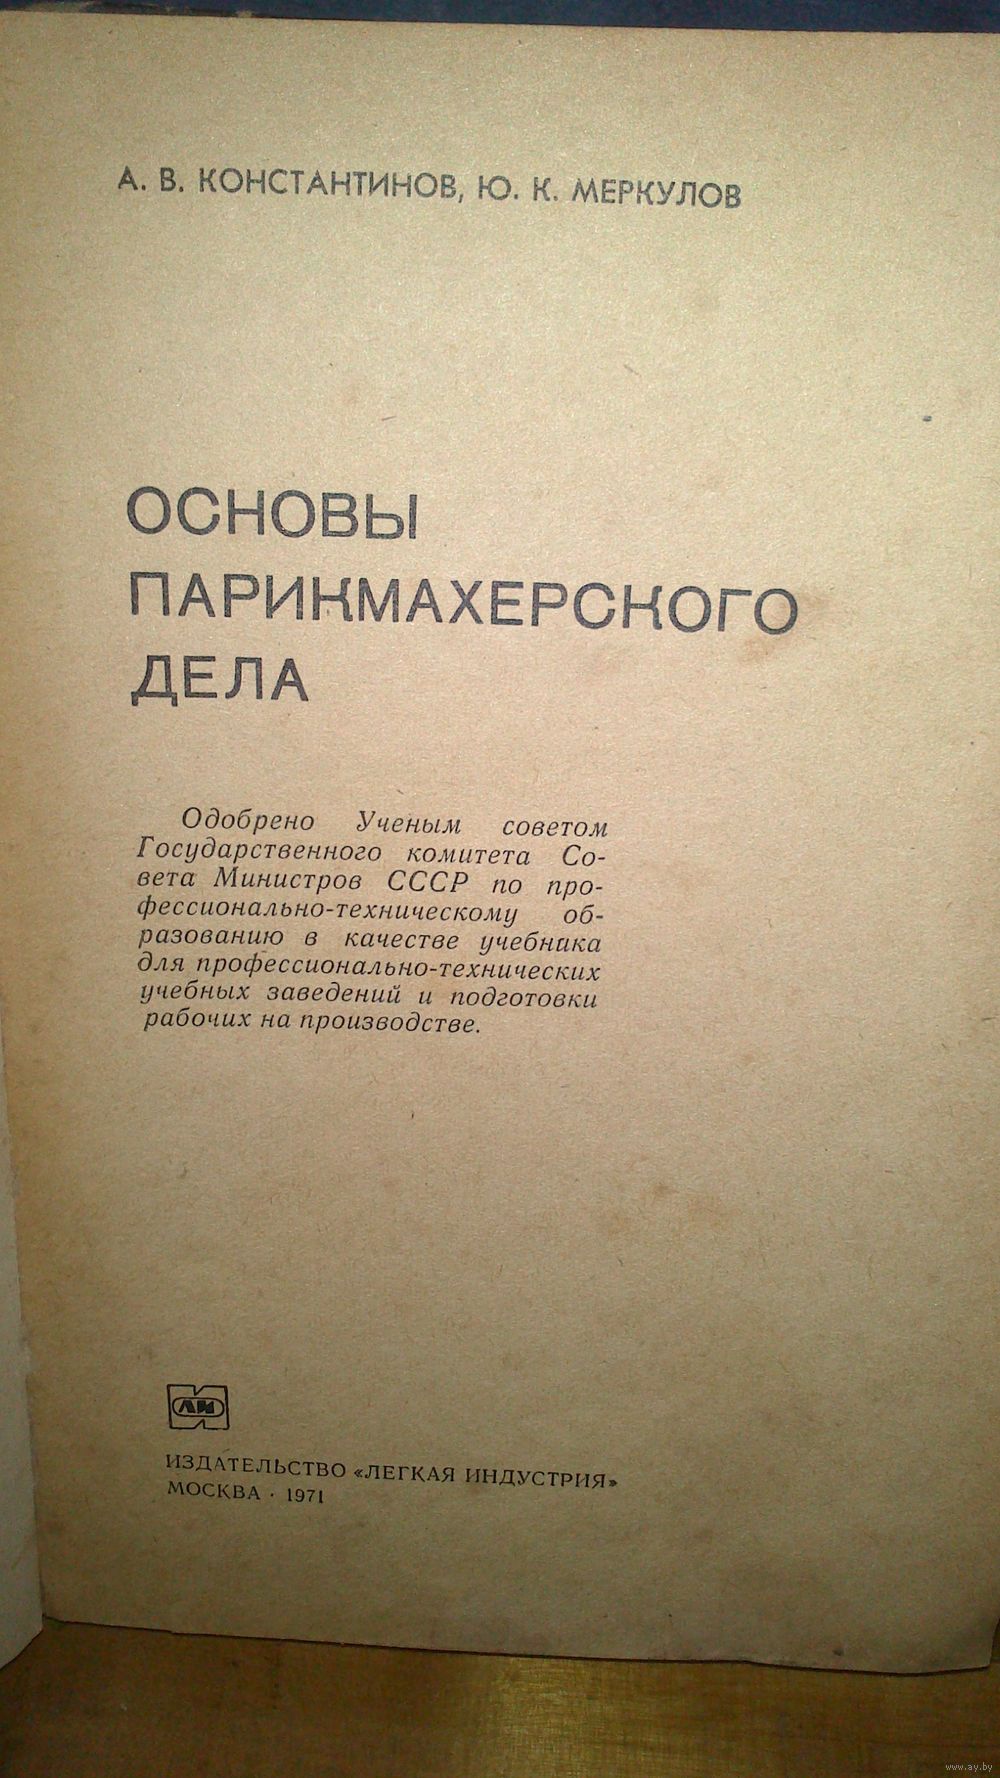 А. В. КОНСТАНТИНОВ, Ю. К. МЕРКУЛОВ
ОСНОВЫ
ПАРИКМАХЕРСКОГО
ДЕЛА
Одобрено Ученым советом
Государственного комитета Со-
вета Министров СССР по про-
фессионально-техническому об-
разованию в качестве учебника
для профессионально-технических
учебных заведений и подготовки
рабочих на производстве.
ЛИ
ИЗДАТЕЛЬСТВО «ЛЕГКАЯ ИНДУСТРИЯ»
МОСКВА · 1971
www.ay.by